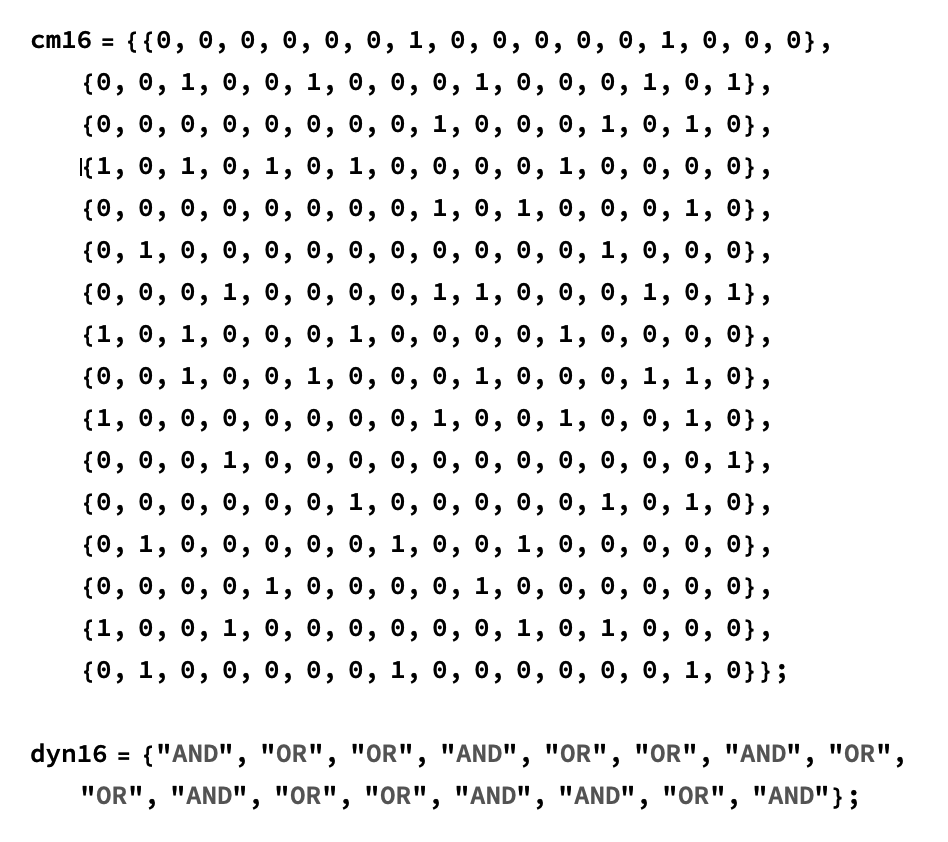 cm16 = {{0, 0, 0, 0, 0, 0, 1, 0, 0, 0, 0, 0, 1, 0, 0, 0},
{0, 0, 1, 0, 0, 1, 0, 0, 0, 1, 0, 0, 0, 1, 0, 1},
{0, 0, 0, 0, 0, 0, 0, 0, 1, 0, 0, 0, 1, 0, 1, 0},
{1, 0, 1, 0, 1, 0, 1, 0, 0, 0, 0, 1, 0, 0, 0, 0},
{0, 0, 0, 0, 0, 0, 0, 0, 1, 0, 1, 0, 0, 0, 1, 0},
{0, 1, 0, 0, 0, 0, 0, 0, 0, 0, 0, 0, 1, 0, 0, 0},
{0, 0, 0, 1, 0, 0, 0, 0, 1, 1, 0, 0, 0, 1, 0, 1},
{1, 0, 1, 0, 0, 0, 1, 0, 0, 0, 0, 1, 0, 0, 0, 0},
{0, 0, 1, 0, 0, 1, 0, 0, 0, 1, 0, 0, 0, 1, 1, 0},
{1, 0, 0, 0, 0, 0, 0, 0, 1, 0, 0, 1, 0, 0, 1, 0},
{0, 0, 0, 1, 0, 0, 0, 0, 0, 0, 0, 0, 0, 0, 0, 1},
{0, 0, 0, 0, 0, 0, 1, 0, 0, 0, 0, 0, 1, 0, 1, 0},
{0, 1, 0, 0, 0, 0, 0, 1, 0, 0, 1, 0, 0, 0, 0, 0},
{0, 0, 0, 0, 1, 0, 0, 0, 0, 1, 0, 0, 0, 0, 0, 0},
{1, 0, 0, 1, 0, 0, 0, 0, 0, 0, 1, 0, 1, 0, 0, 0},
{0, 1, 0, 0, 0, 0, 0, 1, 0, 0, 0, 0, 0, 0, 1, 0}};
dyn16 = {"AND", "OR", "OR", "AND", "OR", "OR", "AND", "OR",
"OR", "AND", "OR", "OR", "AND", "AND", "OR", "AND"};